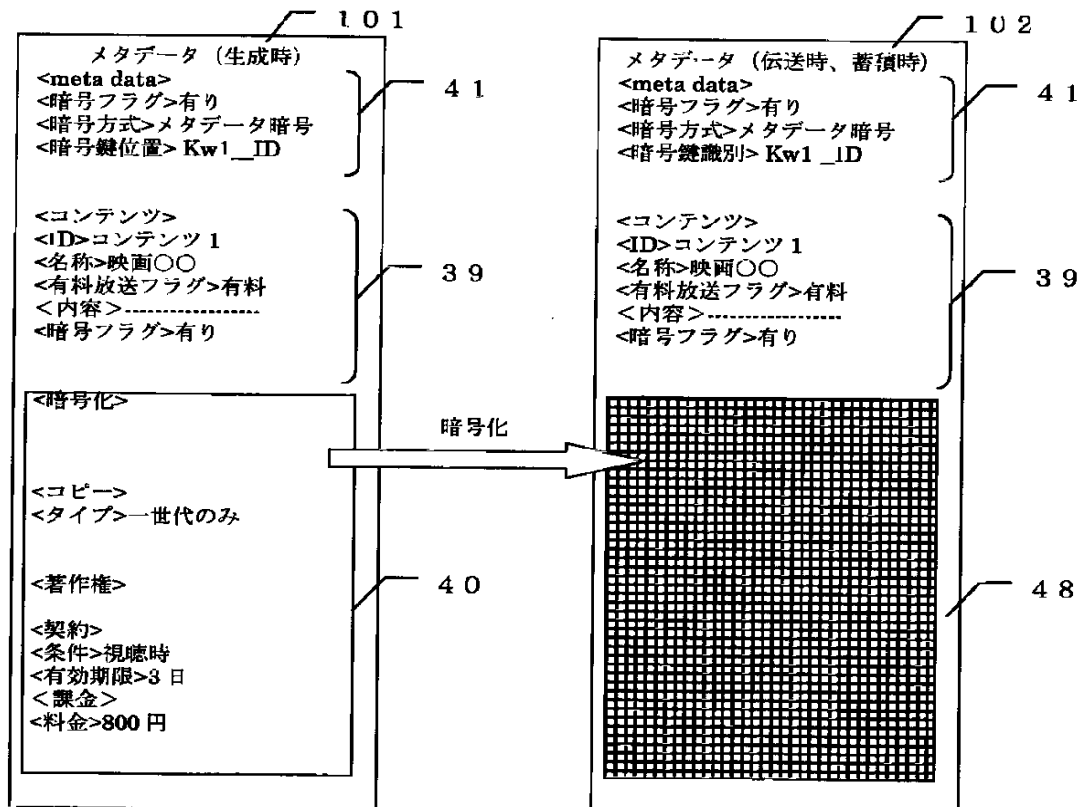 101
メタデータ（生成時）
<meta data>
<暗号フラグ>有り
<暗号方式>メタデータ暗号
<暗号鍵位置> Kw1__ID
41
<コンテンツ>
<ID>コンテンツ 1
<名称>映画〇〇
<有料放送フラグ>有料
<内容>------------------
<暗号フラグ>有り
39
<暗号化>
<コピー>
<タイプ>一世代のみ
<著作権>
<契約>
<条件>視聴時
<有効期限>3 日
<課金>
<料金>800 円
40
暗号化
102
メタデータ（伝送時、蓄積時）
<meta data>
<暗号フラグ>有り
<暗号方式>メタデータ暗号
<暗号鍵識別> Kw1 _ID
41
<コンテンツ>
<ID>コンテンツ 1
<名称>映画〇〇
<有料放送フラグ>有料
<内容>------------------
<暗号フラグ>有り
39
48